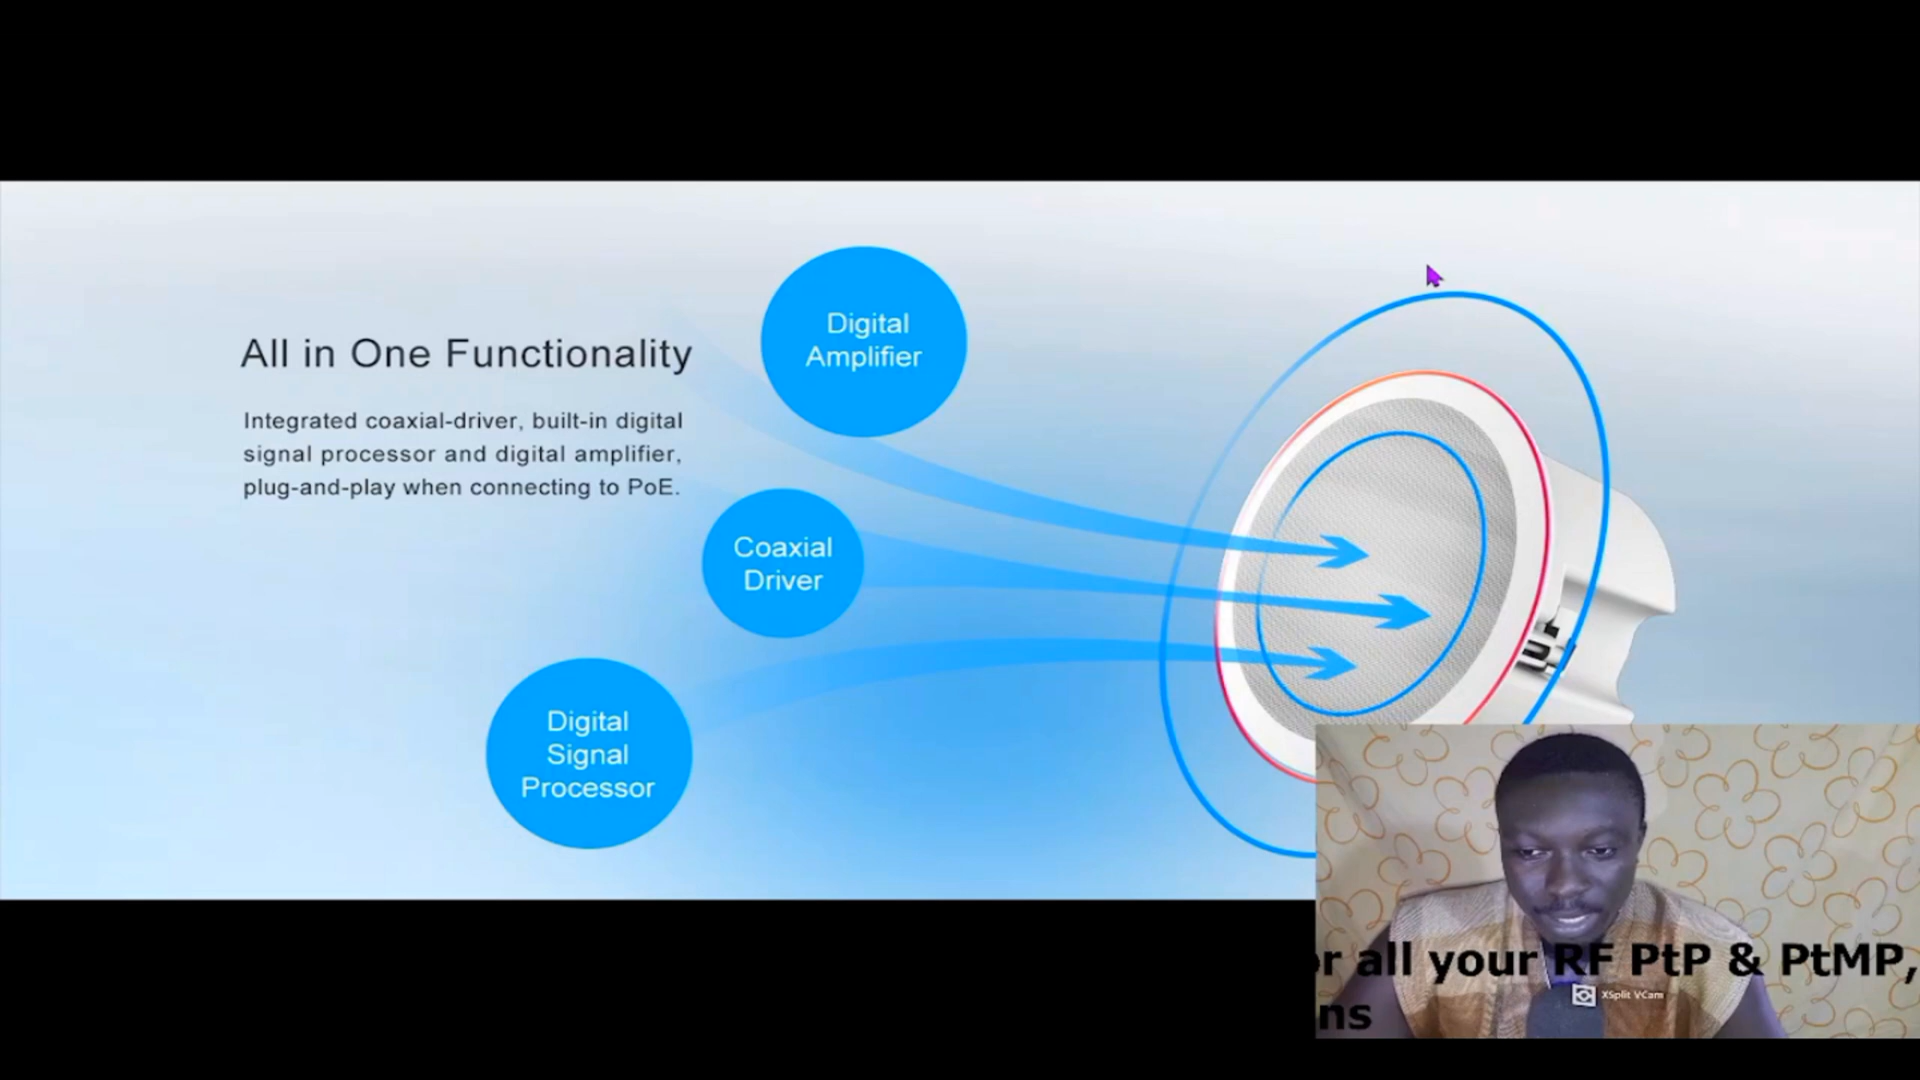 All in One Functionality
Integrated coaxial-driver, built-in digital
signal processor and digital amplifier,
plug-and-play when connecting to PoE.
Digital
Amplifier
Coaxial
Driver
Digital
Signal
Processor
all your RF PtP & PtMP,
XSplit VCam